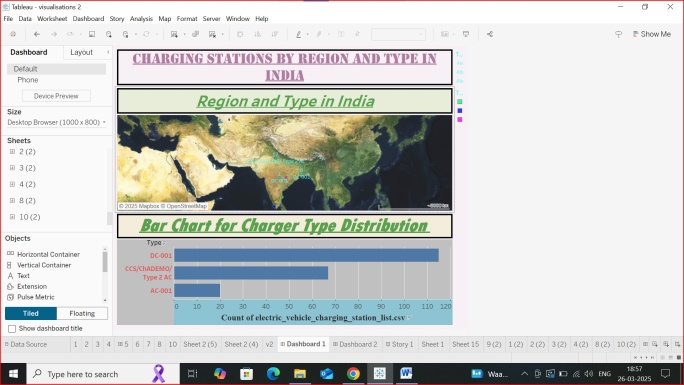 Tableau - visualisations 2
File Data Worksheet Dashboard Story Analysis Map Format Server Window Help
Show Me
Dashboard Layout
Default
Phone
Device Preview
Size
Desktop Browser (1000 x 800)
Sheets
2 (2)
3 (2)
4 (2)
8 (2)
10 (2)
Objects
Horizontal Container
Vertical Container
Text
Extension
Pulse Metric
Tiled Floating
Show dashboard title
CHARGING STATIONS BY REGION AND TYPE IN
INDIA
Region and Type in India
© 2025 Mapbox © OpenStreetMap
Bar Chart for Charger Type Distribution
Type :
DC-001
CCS/CHADEMO/
Type 2 AC
AC-001
0 10 20 30 40 50 60 70 80 90 100 110 120
Count of electric_vehicle_charging_station_list.csv
Data Source 1 2 3 4 5 7 8 10 Sheet 2 (5) Sheet 2 (4) v2 Dashboard 1 Dashboard 2 Story 1 Sheet 1 Sheet 15 9 (2) 1 (2) 2 (2) 3 (2) 4 (2) 8 (2) 10 (2)
Type here to search
Waa...
ENG
18:57
26-03-2025